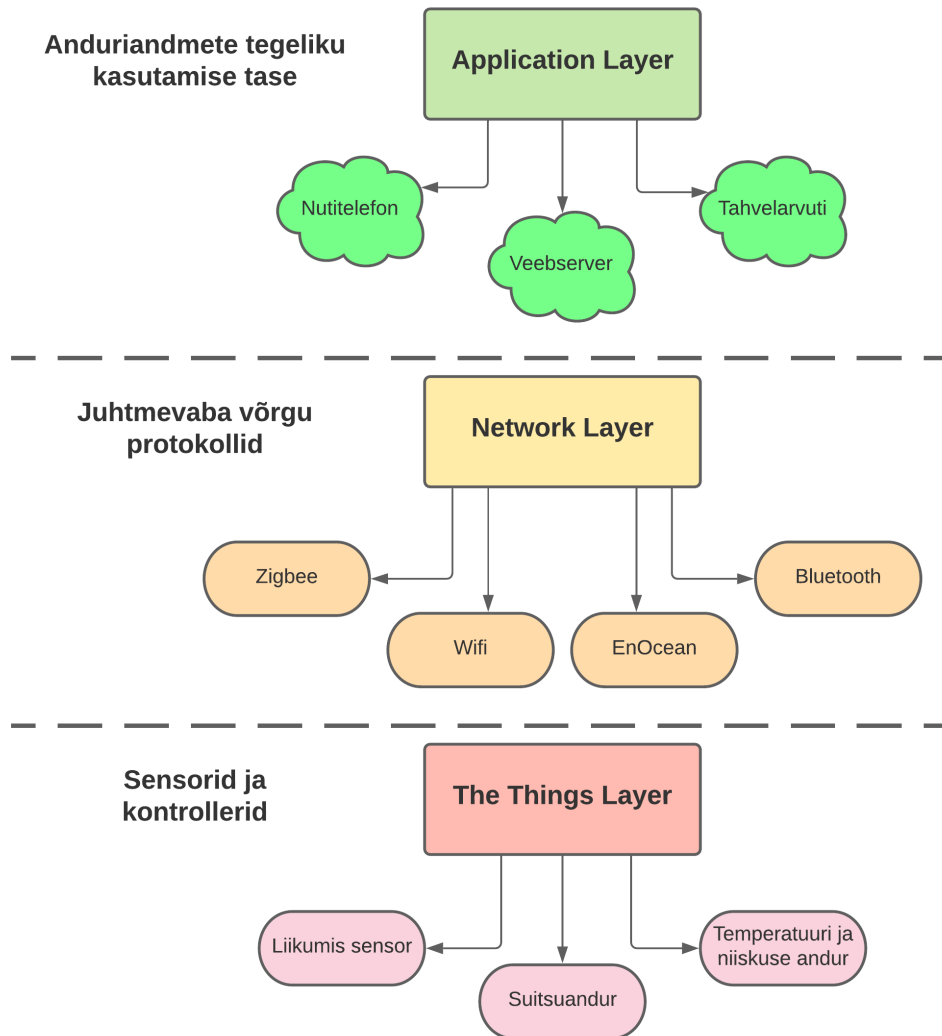 Anduriandmete tegeliku
kasutamise tase
Application Layer
Nutitelefon
Veebserver
Tahvelarvuti
Juhtmevaba võrgu
protokollid
Network Layer
Zigbee
Wifi
EnOcean
Bluetooth
Sensorid ja
kontrollerid
The Things Layer
Liikumis sensor
Suitsuandur
Temperatuuri ja
niiskuse andur